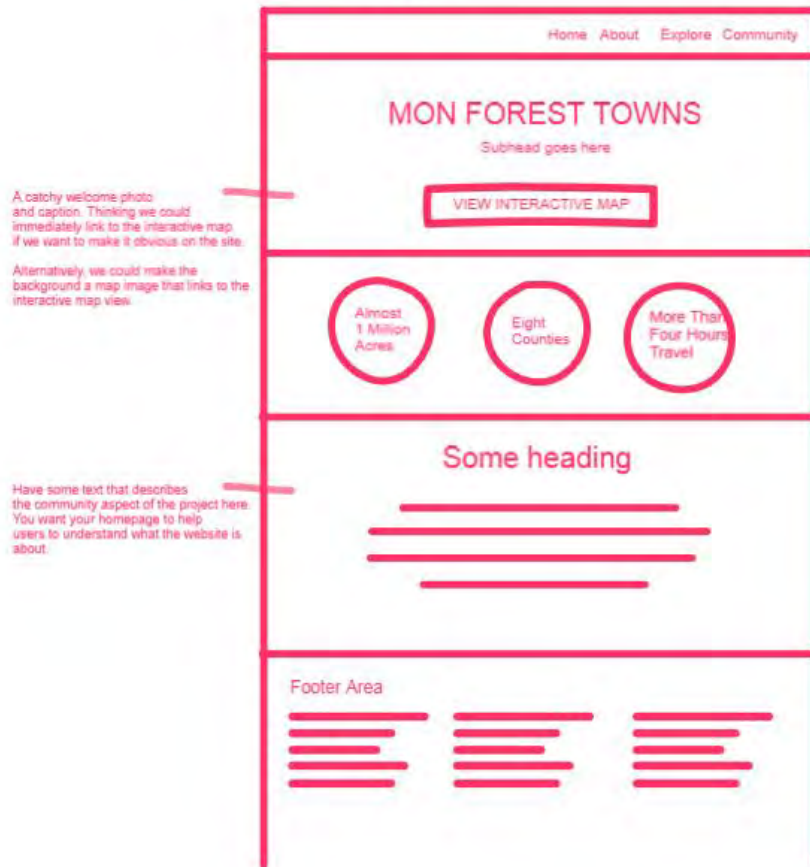 Home About Explore Community
MON FOREST TOWNS
Subhead goes here
VIEW INTERACTIVE MAP
A catchy welcome photo
and caption. Thinking we could
immediately link to the interactive map
if we want to make it obvious on the site.
Alternatively, we could make the
background a map image that links to the
interactive map view.
Almost
1 Million
Acres
Eight
Counties
More Than
Four Hours
Travel
Some heading
Have some text that describes
the community aspect of the project here.
You want your homepage to help
users to understand what the website is
about.
Footer Area